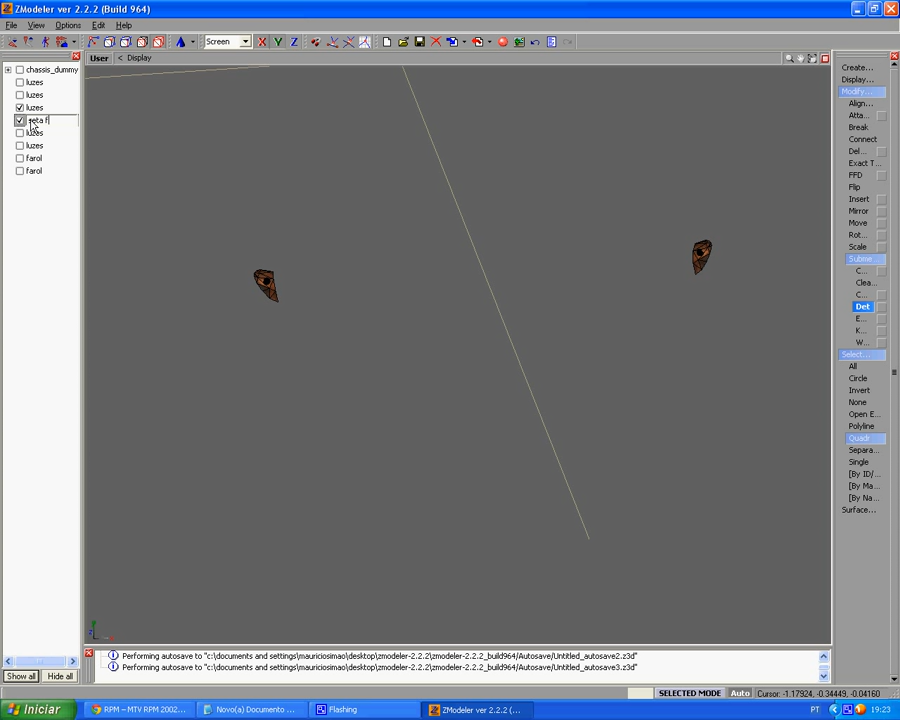 ZModeler ver 2.2.2 (Build 964)
File View Options Edit Help
Screen X Y Z
User < Display
chassis_dummy
luzes
luzes
luzes
seta f
luzes
luzes
farol
farol
Show all Hide all
Create...
Display...
Modify...
Align...
Atta...
Break
Connect
Del...
Exact T...
FFD
Flip
Insert
Mirror
Move
Rot...
Scale
Subme
C...
Clea...
C...
Det
E...
K...
W...
Select...
All
Circle
Invert
None
Open E...
Polyline
Quadr
Separa...
Single
[By ID/...
[By Ma...
[By Na...
Surface...
Performing autosave to "c:\documents and settings\mauriciosimao\desktop\zmodeler-2.2.2\zmodeler-2.2.2_build964/Autosave/Untitled_autosave2.z3d"
Performing autosave to "c:\documents and settings\mauriciosimao\desktop\zmodeler-2.2.2\zmodeler-2.2.2_build964/Autosave/Untitled_autosave3.z3d"
SELECTED MODE Auto Cursor: -1.17924, -0.34449, -0.04160
Iniciar RPM – MTV RPM 2002... Novo(a) Documento ... Flashing ZModeler ver 2.2.2 (... PT 19:23